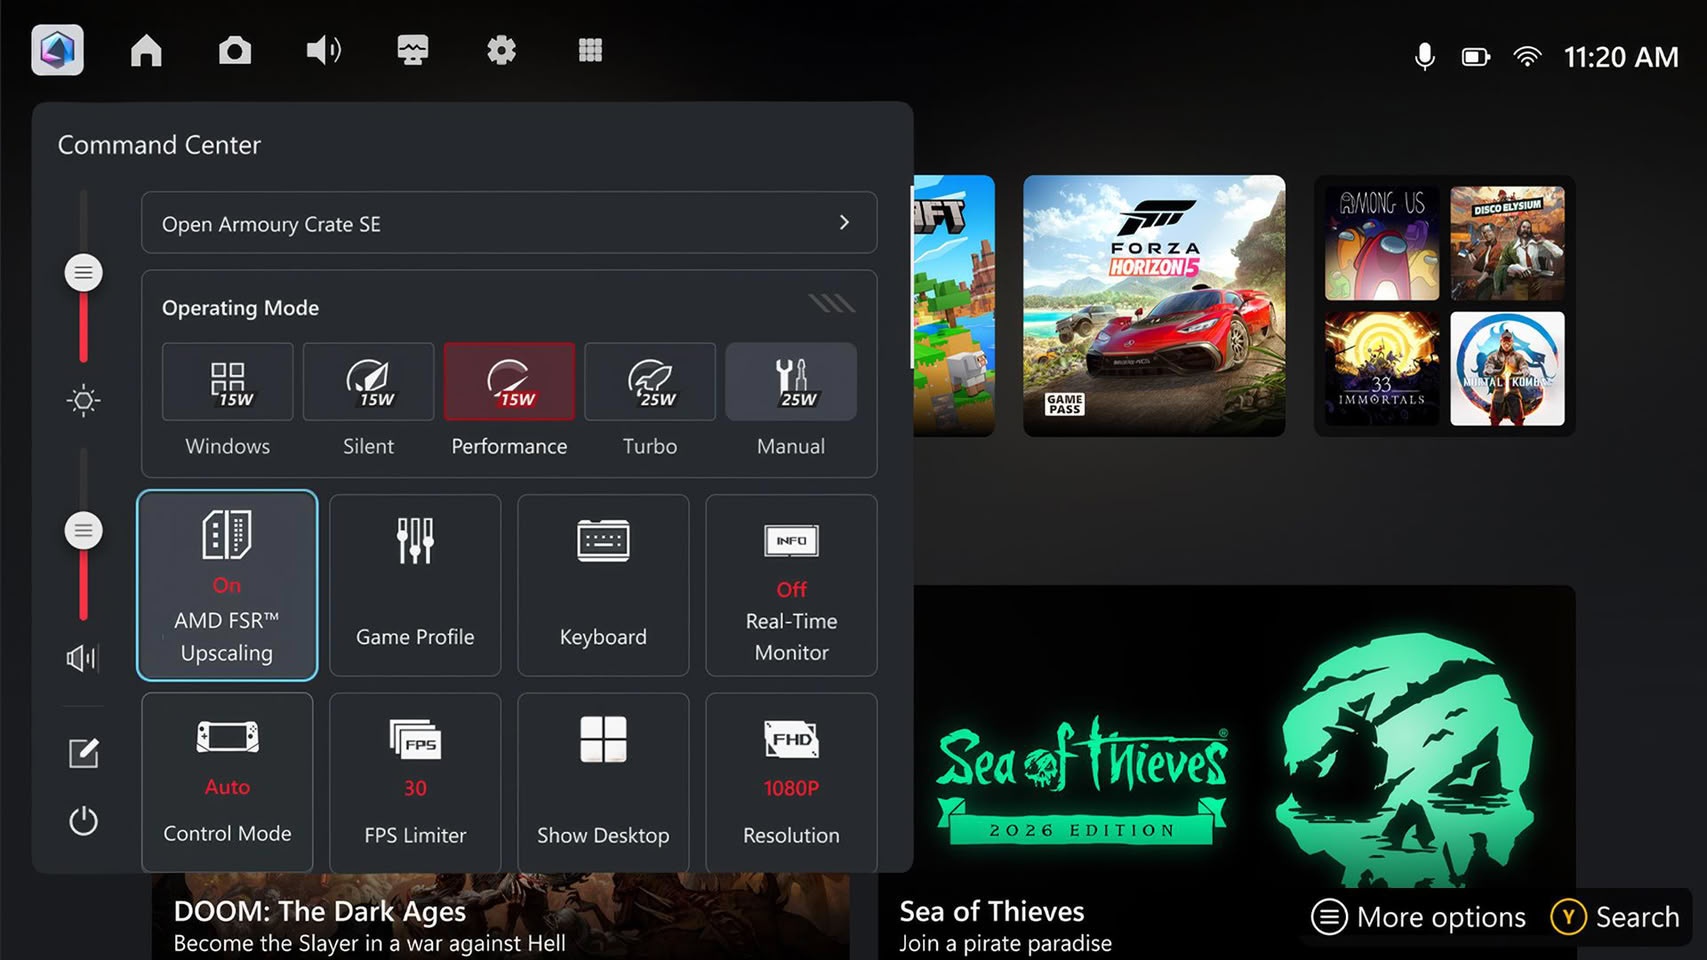 11:20 AM
Command Center
Open Armoury Crate SE
Operating Mode
15W
15W
15W
25W
25W
Windows
Silent
Performance
Turbo
Manual
On
AMD FSR™
Upscaling
Game Profile
Keyboard
INFO
Off
Real-Time
Monitor
Auto
Control Mode
FPS
30
FPS Limiter
Show Desktop
FHD
1080P
Resolution
FORZA
HORIZON 5
GAME
PASS
AMONG US
DISCO ELYSIUM
33
IMMORTALS
MORTAL KOMBAT
Sea of Thieves®
2026 EDITION
DOOM: The Dark Ages
Become the Slayer in a war against Hell
Sea of Thieves
Join a pirate paradise
More options
Y
Search